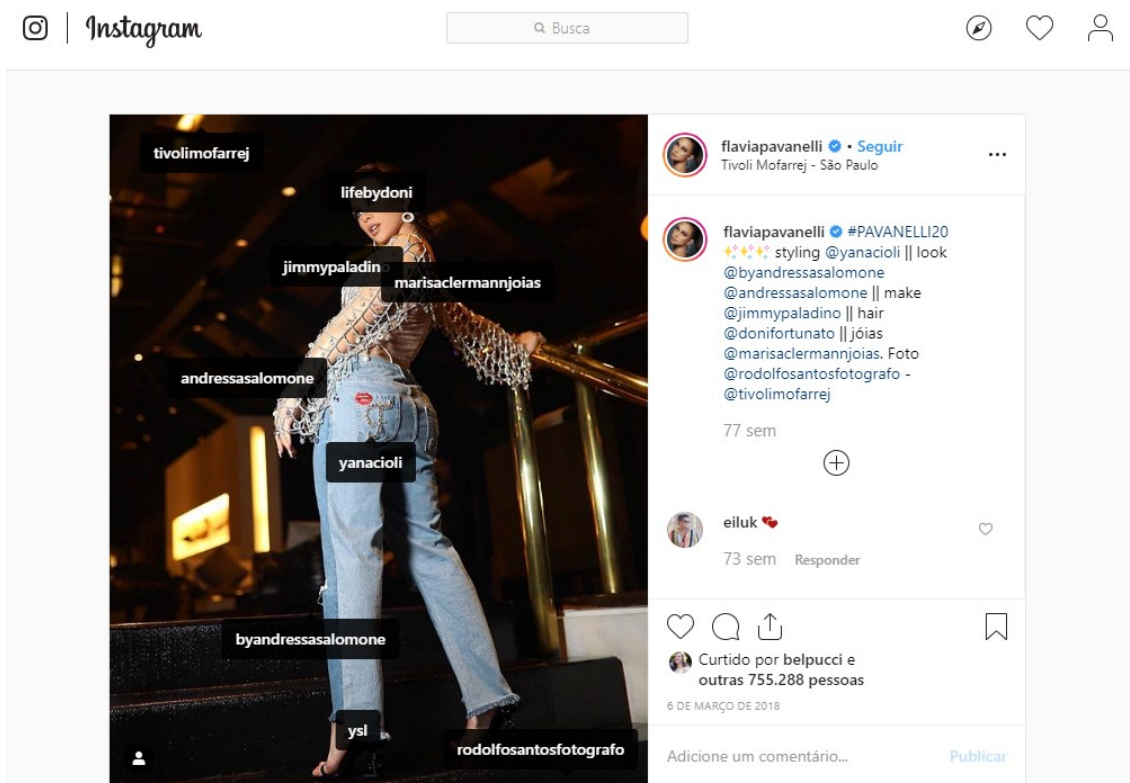 Instagram
Busca
tivolimofarrej
lifebydoni
jimmypaladino
marisaclermannjoias
andressasalomone
yanacioli
byandressasalomone
ysl
rodolfosantosfotografo
flaviapavanelli • Seguir
Tivoli Mofarrej - São Paulo
flaviapavanelli #PAVANELLI20
✨✨✨ styling @yanacioli || look
@byandressasalomone
@andressasalomone || make
@jimmypaladino || hair
@donifortunato || jóias
@marisaclermannjoias. Foto
@rodolfosantosfotografo -
@tivolimofarrej
77 sem
eiluk 💕
73 sem Responder
Curtido por belpucci e
outras 755.288 pessoas
6 DE MARÇO DE 2018
Adicione um comentário... Publicar